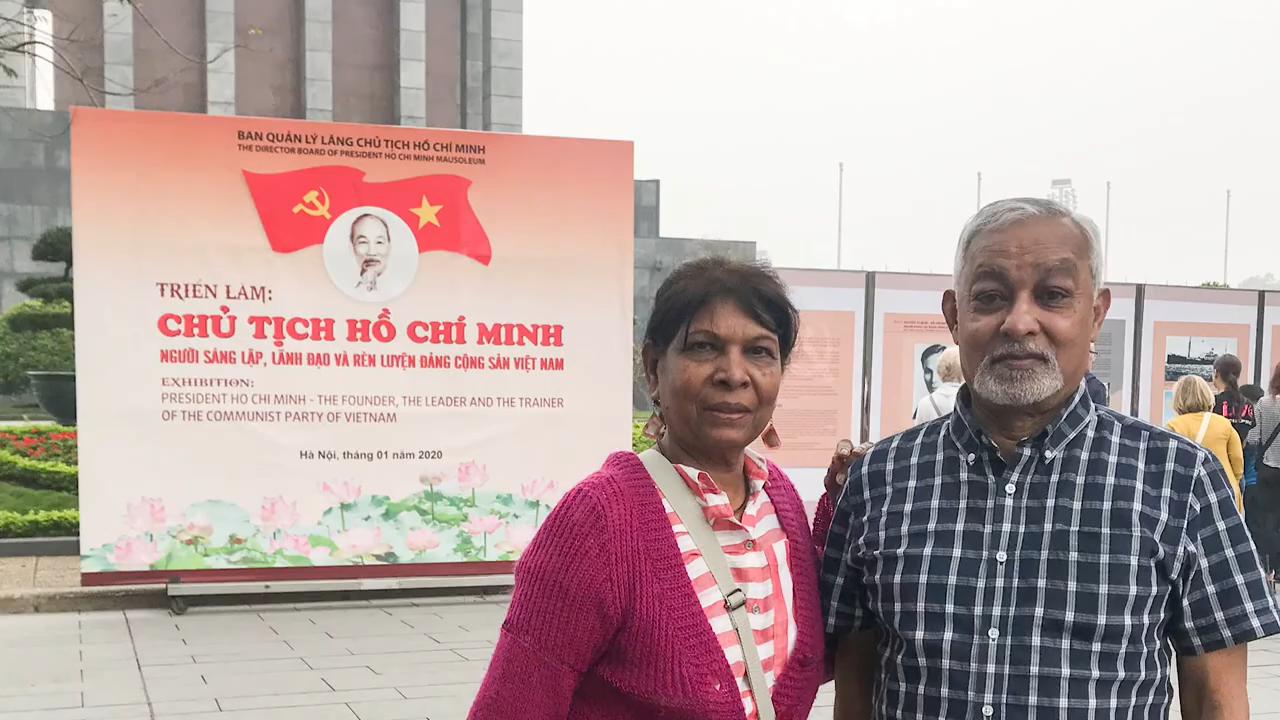 BAN QUẢN LÝ LĂNG CHỦ TỊCH HỒ CHÍ MINH
THE DIRECTOR BOARD OF PRESIDENT HO CHI MINH MAUSOLEUM
TRIỂN LÃM:
CHỦ TỊCH HỒ CHÍ MINH
NGƯỜI SÁNG LẬP, LÃNH ĐẠO VÀ RÈN LUYỆN ĐẢNG CỘNG SẢN VIỆT NAM
EXHIBITION:
PRESIDENT HO CHI MINH - THE FOUNDER, THE LEADER AND THE TRAINER
OF THE COMMUNIST PARTY OF VIETNAM
Hà Nội, tháng 01 năm 2020